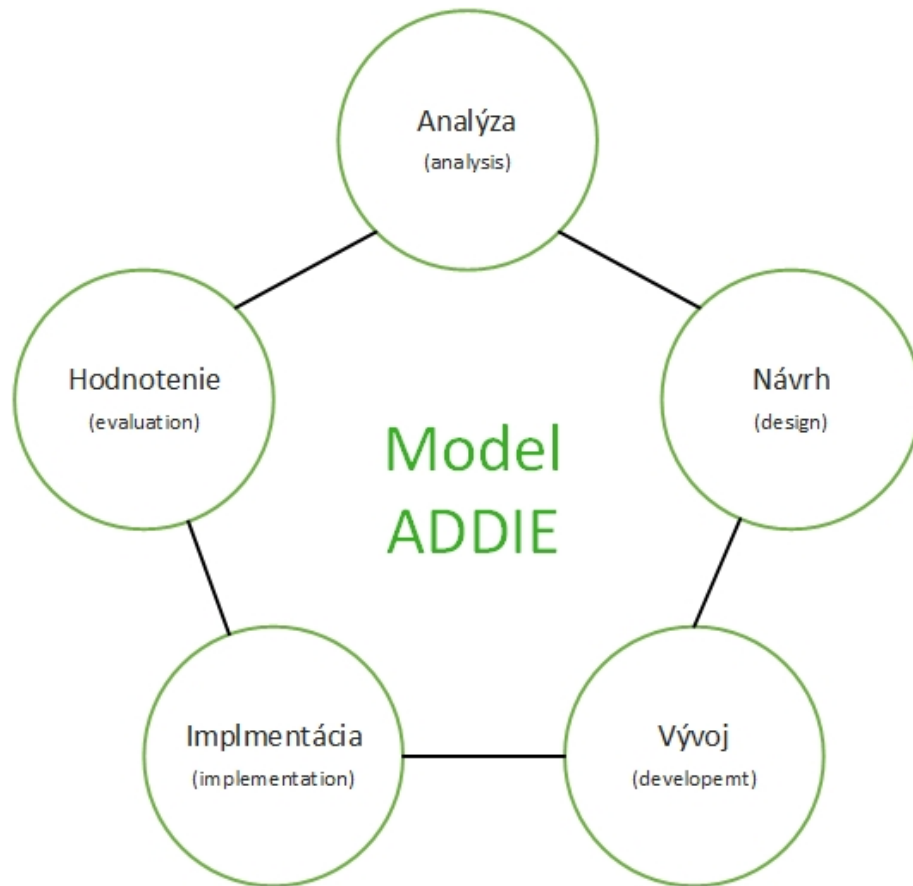 Analýza
(analysis)
Hodnotenie
(evaluation)
Návrh
(design)
Model
ADDIE
Implmentácia
(implementation)
Vývoj
(developemt)